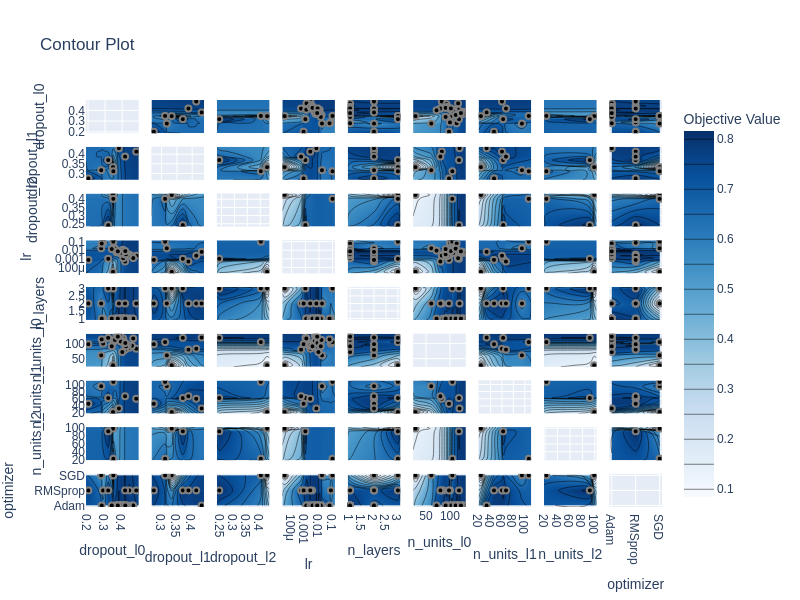 Contour Plot
Objective Value
dropout_l0
0.4
0.3
0.2
dropout_l1
0.4
0.35
0.3
dropout_l2
0.4
0.35
0.3
0.25
lr
0.1
0.01
0.001
100μ
n_layers
3
2.5
2
1.5
1
n_units_l0
100
50
n_units_l1
100
80
60
40
20
n_units_l2
100
80
60
40
20
optimizer
SGD
RMSprop
Adam
0.2 0.3 0.4
0.3 0.35 0.4
0.25 0.3 0.35 0.4
100μ 0.001 0.01 0.1
1 1.5 2 2.5 3
50 100
20 40 60 80 100
20 40 60 80 100
Adam RMSprop SGD
dropout_l0
dropout_l1
dropout_l2
lr
n_layers
n_units_l0
n_units_l1
n_units_l2
optimizer
0.8
0.7
0.6
0.5
0.4
0.3
0.2
0.1